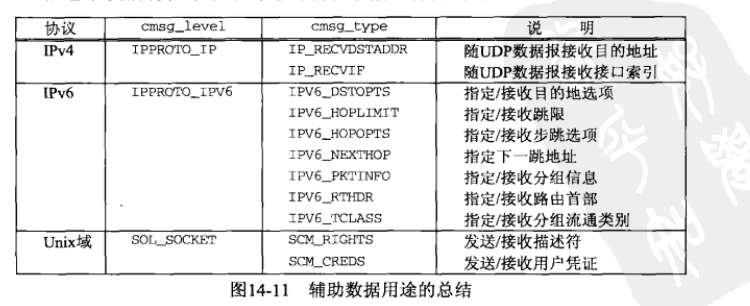 协议 cmsg_level cmsg_type 说 明
IPv4 IPPROTO_IP IP_RECVDSTADDR 随UDP数据报接收目的地址
IP_RECVIF 随UDP数据报接收接口索引
IPv6 IPPROTO_IPV6 IPV6_DSTOPTS 指定/接收目的地选项
IPV6_HOPLIMIT 指定/接收跳限
IPV6_HOPOPTS 指定/接收步跳选项
IPV6_NEXTHOP 指定下一跳地址
IPV6_PKTINFO 指定/接收分组信息
IPV6_RTHDR 指定/接收路由首部
IPV6_TCLASS 指定/接收分组流通类别
Unix域 SOL_SOCKET SCM_RIGHTS 发送/接收描述符
SCM_CREDS 发送/接收用户凭证
图14-11 辅助数据用途的总结